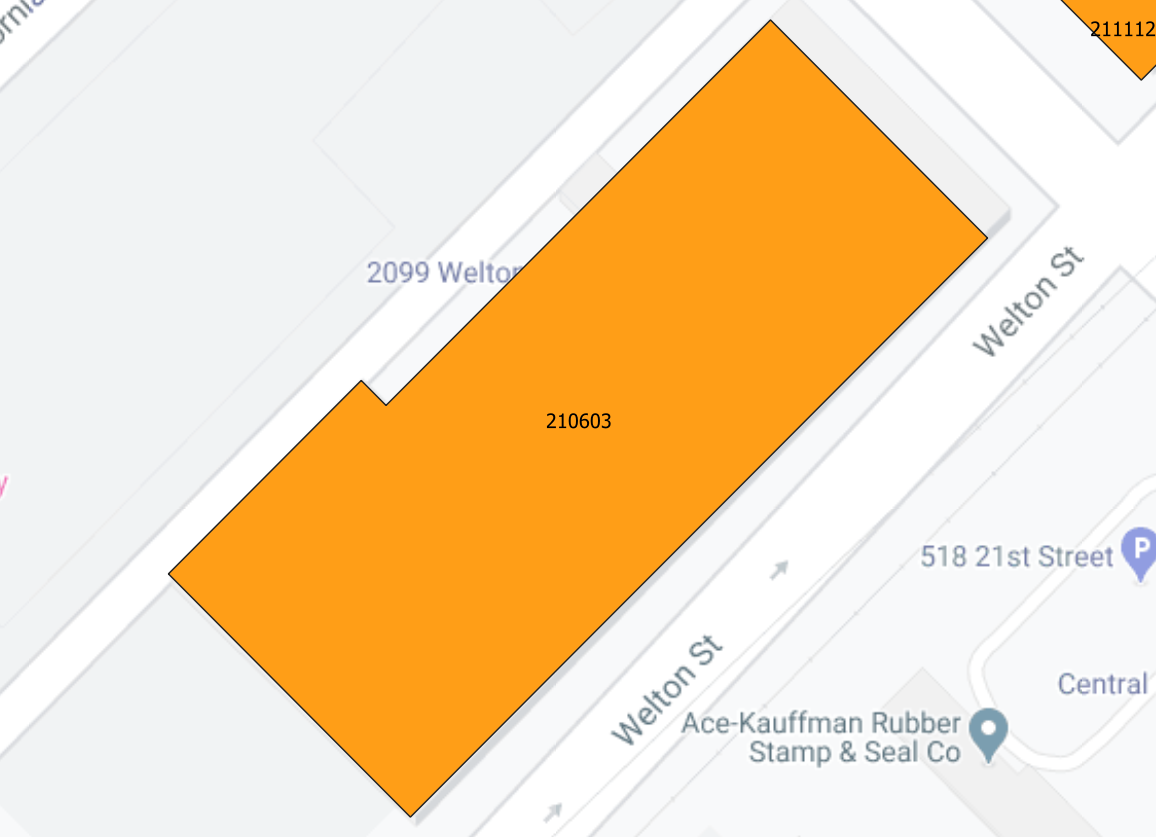 211112
2099 Welton
Welton St
210603
518 21st Street
Welton St
Central
Ace-Kauffman Rubber
Stamp & Seal Co
P